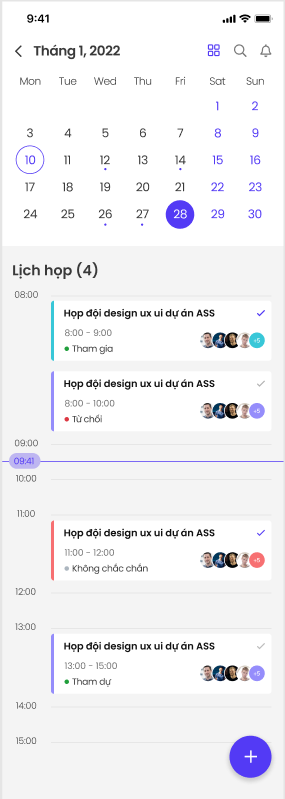 9:41
Tháng 1, 2022
Mon Tue Wed Thu Fri Sat Sun
1 2
3 4 5 6 7 8 9
10 11 12 13 14 15 16
17 18 19 20 21 22 23
24 25 26 27 28 29 30
Lịch họp (4)
08:00
Họp đội design ux ui dự án ASS
8:00 - 9:00
Tham gia
+5
Họp đội design ux ui dự án ASS
8:00 - 10:00
Từ chối
+5
09:00
09:41
10:00
11:00
Họp đội design ux ui dự án ASS
11:00 - 12:00
Không chắc chắn
+5
12:00
13:00
Họp đội design ux ui dự án ASS
13:00 - 15:00
Tham dự
+5
14:00
15:00